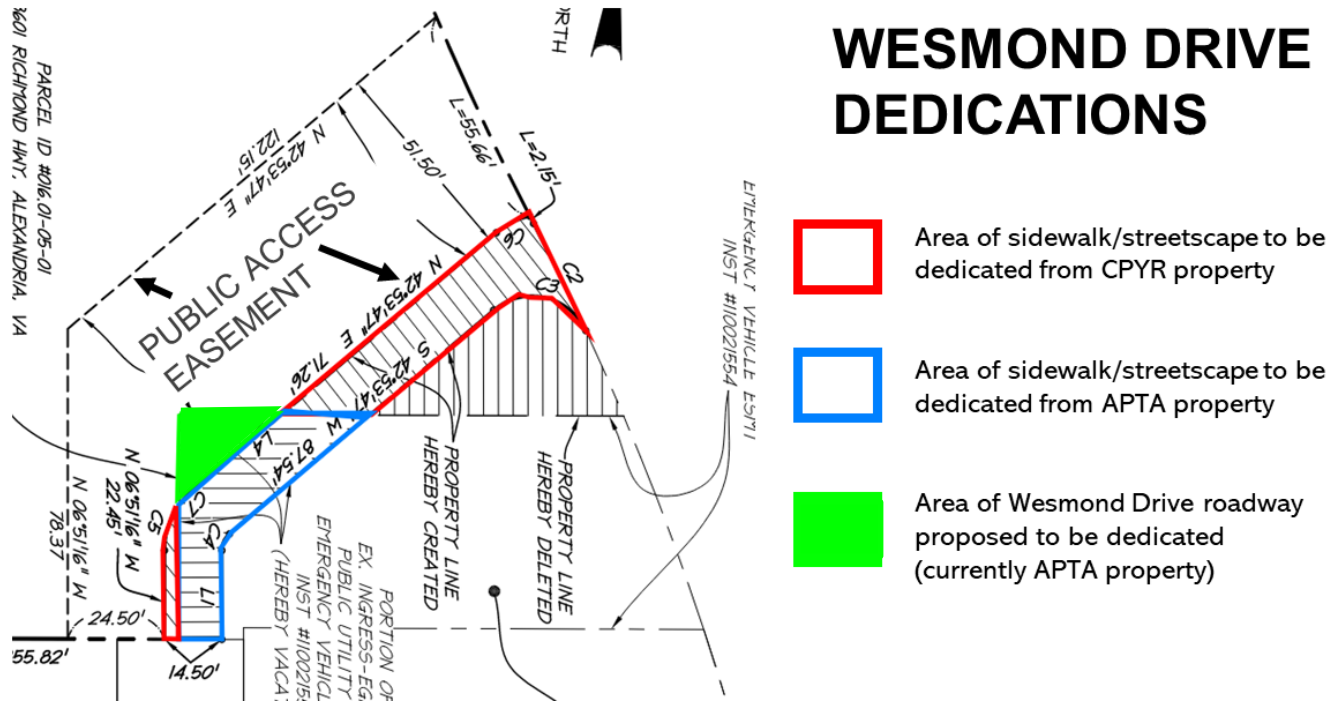 WESMOND DRIVE
DEDICATIONS
Area of sidewalk/streetscape to be
dedicated from CPYR property
Area of sidewalk/streetscape to be
dedicated from APTA property
Area of Wesmond Drive roadway
proposed to be dedicated
(currently APTA property)
PARCEL ID #016.01-05-01
3601 RICHMOND HWY, ALEXANDRIA, VA
RTH
N 42°53'47" E
122.15'
51.50'
L=55.66'
L=2.15'
PUBLIC ACCESS
EASEMENT
C6
C2
C3
N 42°53'47" E
71.26'
S 42°53'47" W
87.54'
L4
C7
C5
C4
L1
N 06°51'16" W
22.45'
N 06°51'16" W
78.37
24.50'
14.50'
55.82'
PROPERTY LINE
HEREBY CREATED
PROPERTY LINE
HEREBY DELETED
EMERGENCY VEHICLE ESMT
INST #110021554
PORTION OF
EX. INGRESS-EG
PUBLIC UTILITY
EMERGENCY VEHICL
INST #11002155
(HEREBY VACAT